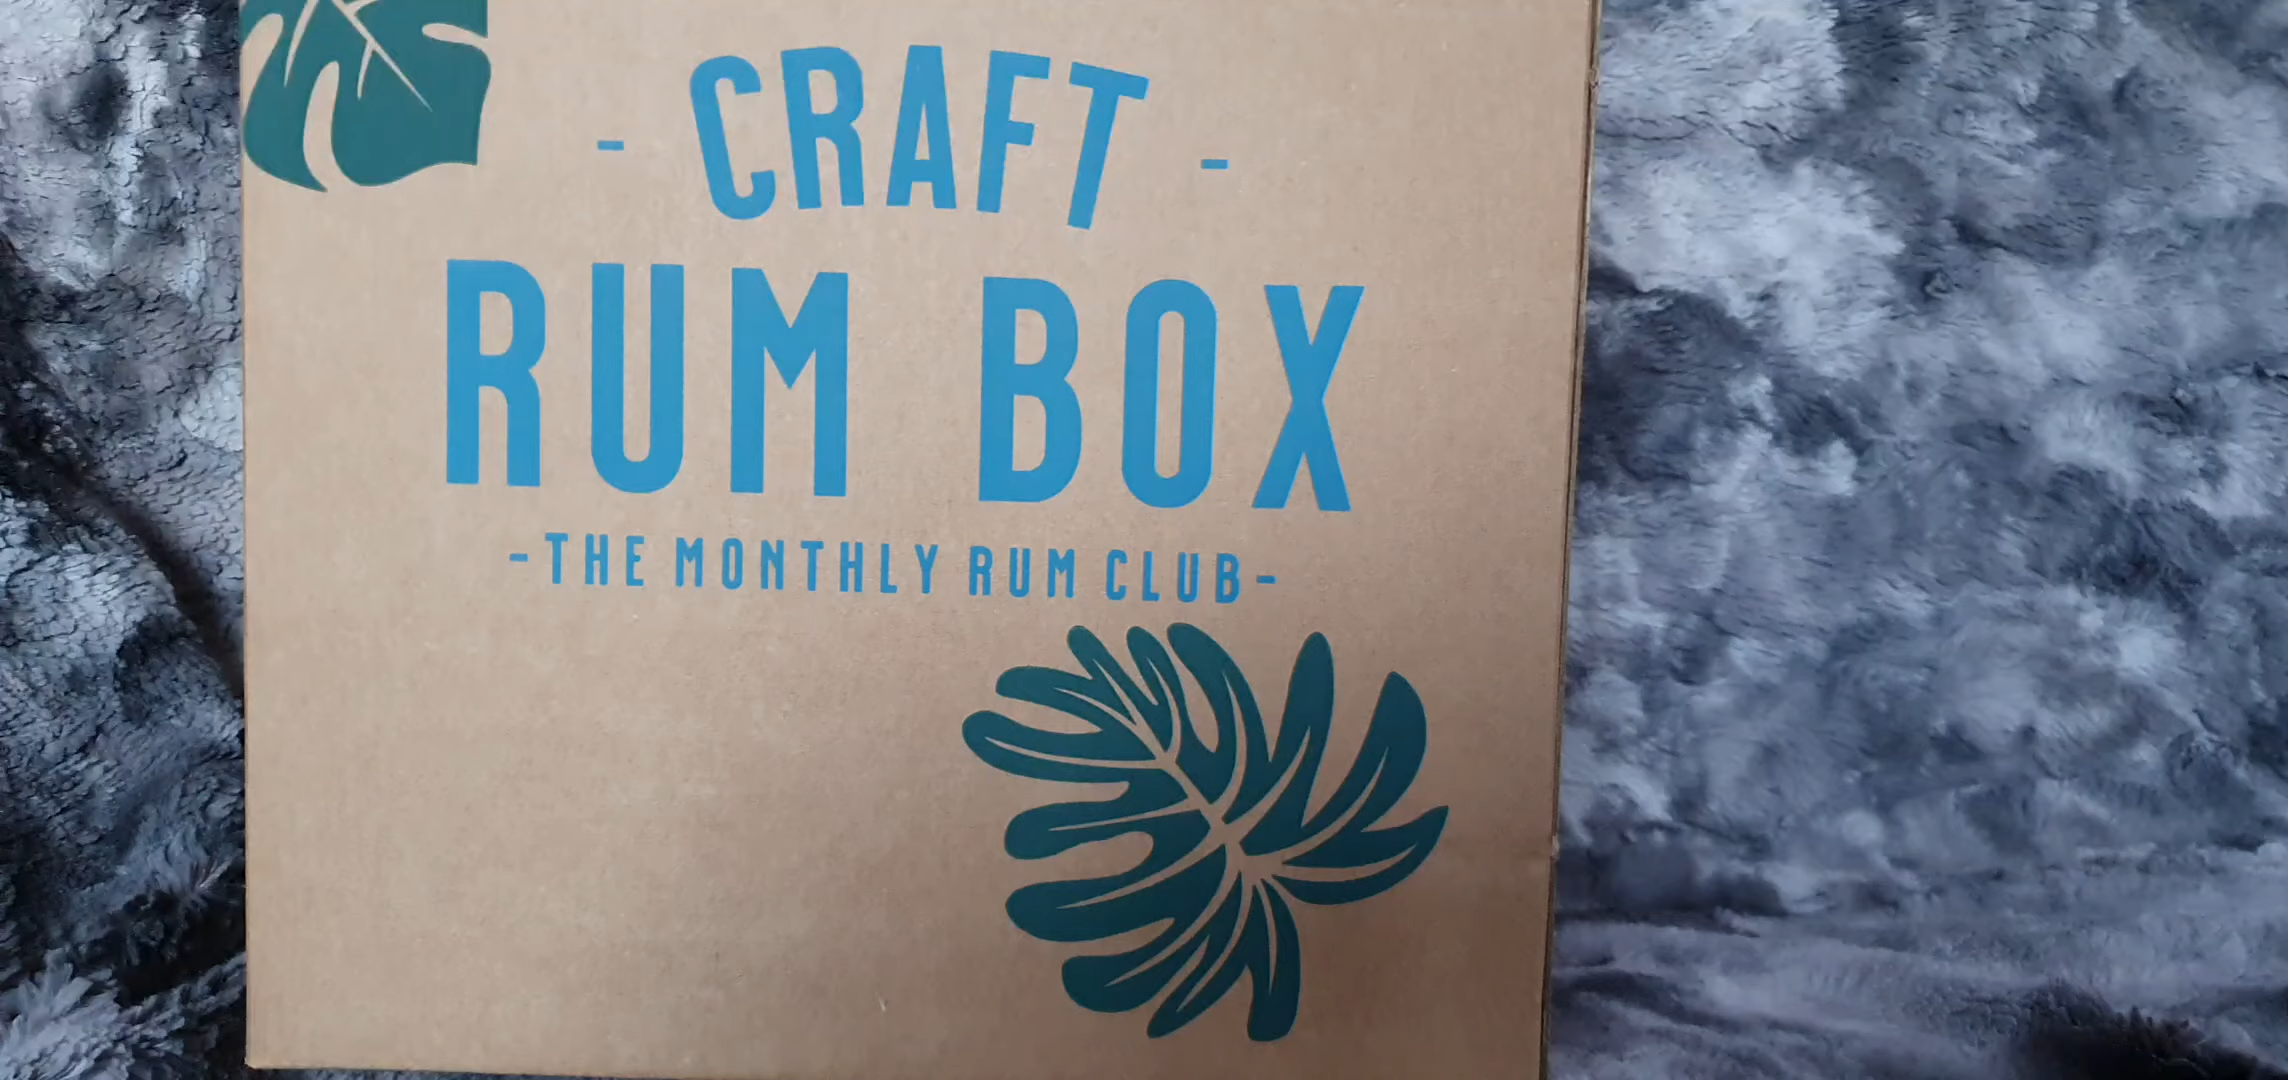 - CRAFT -
RUM BOX
-THE MONTHLY RUM CLUB-